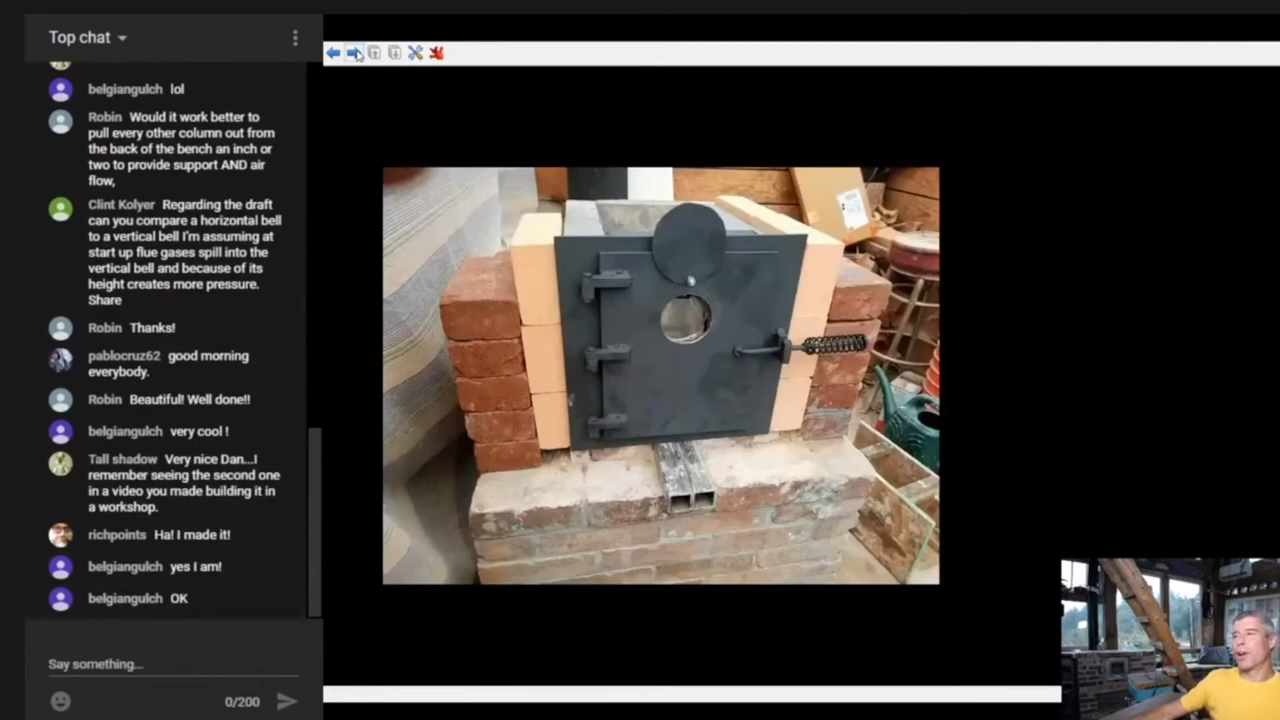 Top chat
belgiangulch lol
Robin Would it work better to
pull every other column out from
the back of the bench an inch or
two to provide support AND air
flow,
Clint Kolyer Regarding the draft
can you compare a horizontal bell
to a vertical bell I'm assuming at
start up flue gases spill into the
vertical bell and because of its
height creates more pressure.
Share
Robin Thanks!
pablocruz62 good morning
everybody.
Robin Beautiful! Well done!!
belgiangulch very cool !
Tall shadow Very nice Dan...I
remember seeing the second one
in a video you made building it in
a workshop.
richpoints Ha! I made it!
belgiangulch yes I am!
belgiangulch OK
Say something...
0/200